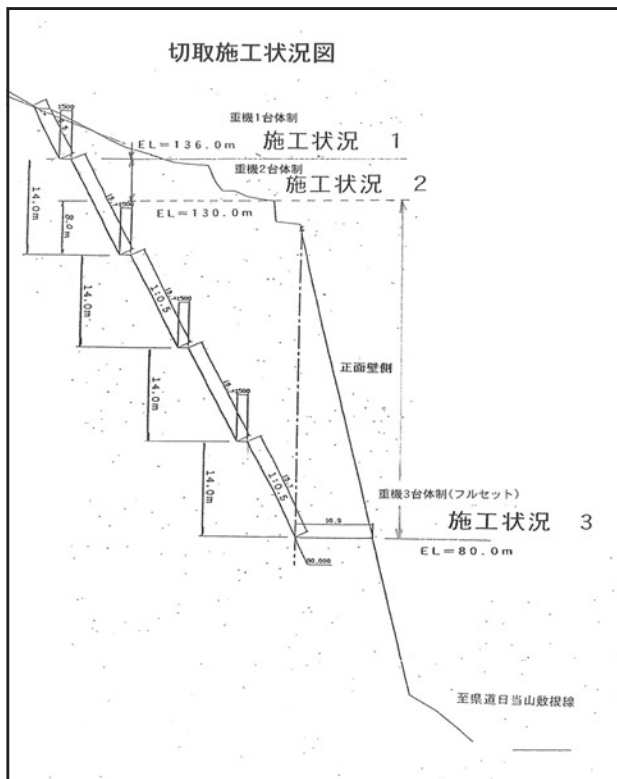 切取施工状況図
重機1台体制
施工状況 1
EL=136.0m
重機2台体制
施工状況 2
EL=130.0m
1500
14.0m
8.0m
1500
14.0m
1:0.5
1500
正面壁側
14.0m
1500
14.0m
1:0.5
重機3台体制(フルセット)
施工状況 3
EL=80.0m
至県道日当山敷根線